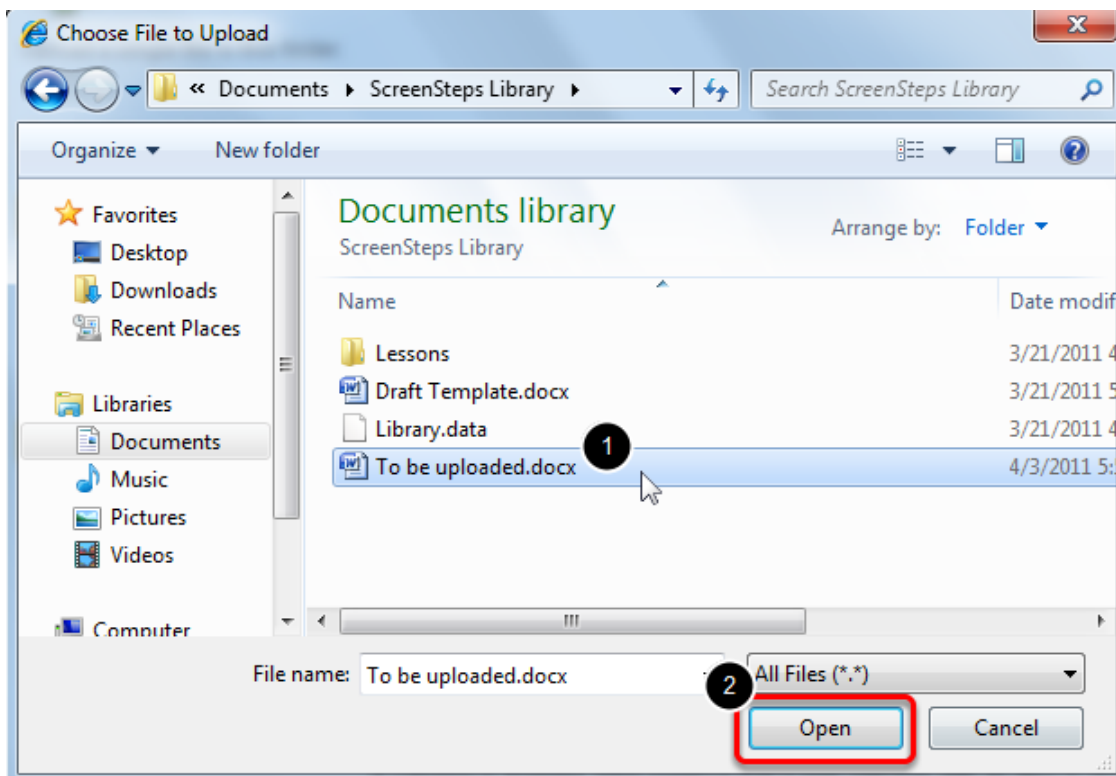 Choose File to Upload
« Documents ▸ ScreenSteps Library ▸
Search ScreenSteps Library
Organize ▾ New folder
Favorites
Desktop
Downloads
Recent Places
Libraries
Documents
Music
Pictures
Videos
Computer
Documents library
ScreenSteps Library
Arrange by: Folder ▾
Name Date modif
Lessons 3/21/2011 4
Draft Template.docx 3/21/2011 5
Library.data 3/21/2011 4
1
To be uploaded.docx 4/3/2011 5:
File name: To be uploaded.docx
2
All Files (*.*)
Open Cancel